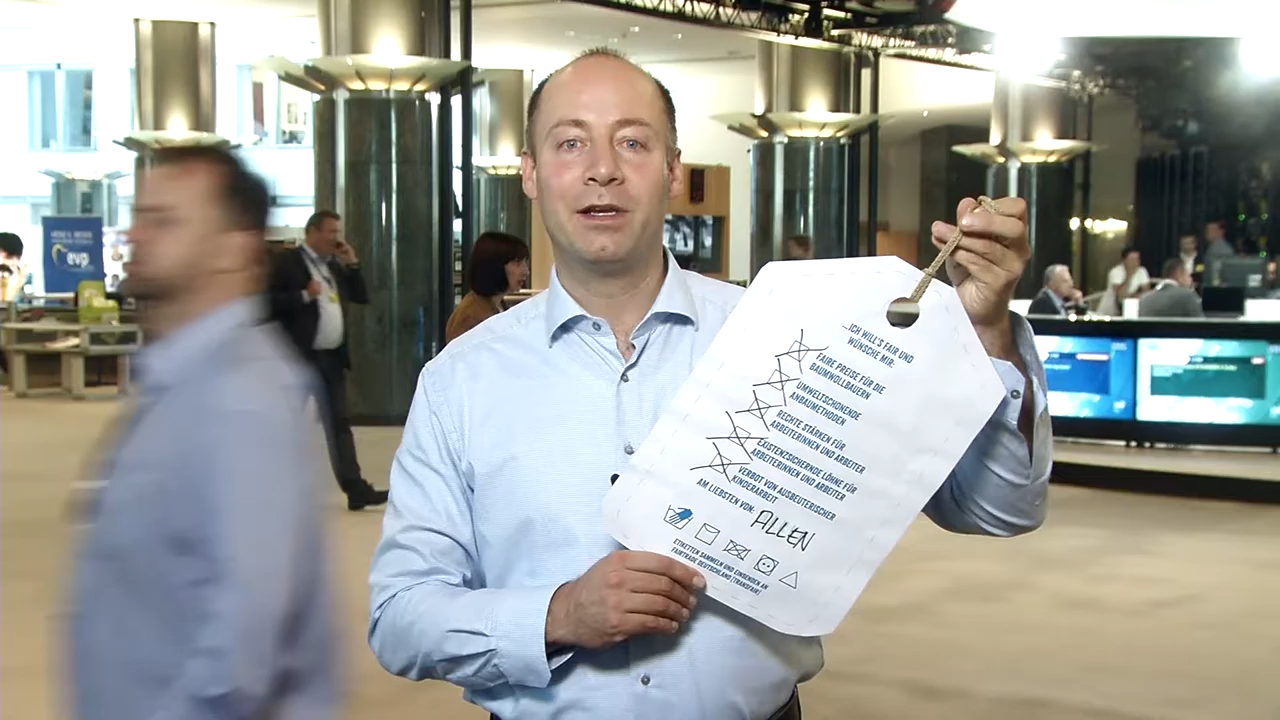 ...ICH WILL'S FAIR UND
WÜNSCHE MIR:
FAIRE PREISE FÜR DIE
BAUMWOLLBAUERN
UMWELTSCHONENDE
ANBAUMETHODEN
RECHTE STÄRKEN FÜR
ARBEITERINNEN UND ARBEITER
EXISTENZSICHERNDE LÖHNE FÜR
ARBEITERINNEN UND ARBEITER
VERBOT VON AUSBEUTERISCHER
KINDERARBEIT
AM LIEBSTEN VON: ALLEN
ETIKETTEN SAMMELN UND EINSENDEN AN
FAIRTRADE DEUTSCHLAND (TRANSFAIR)
evp